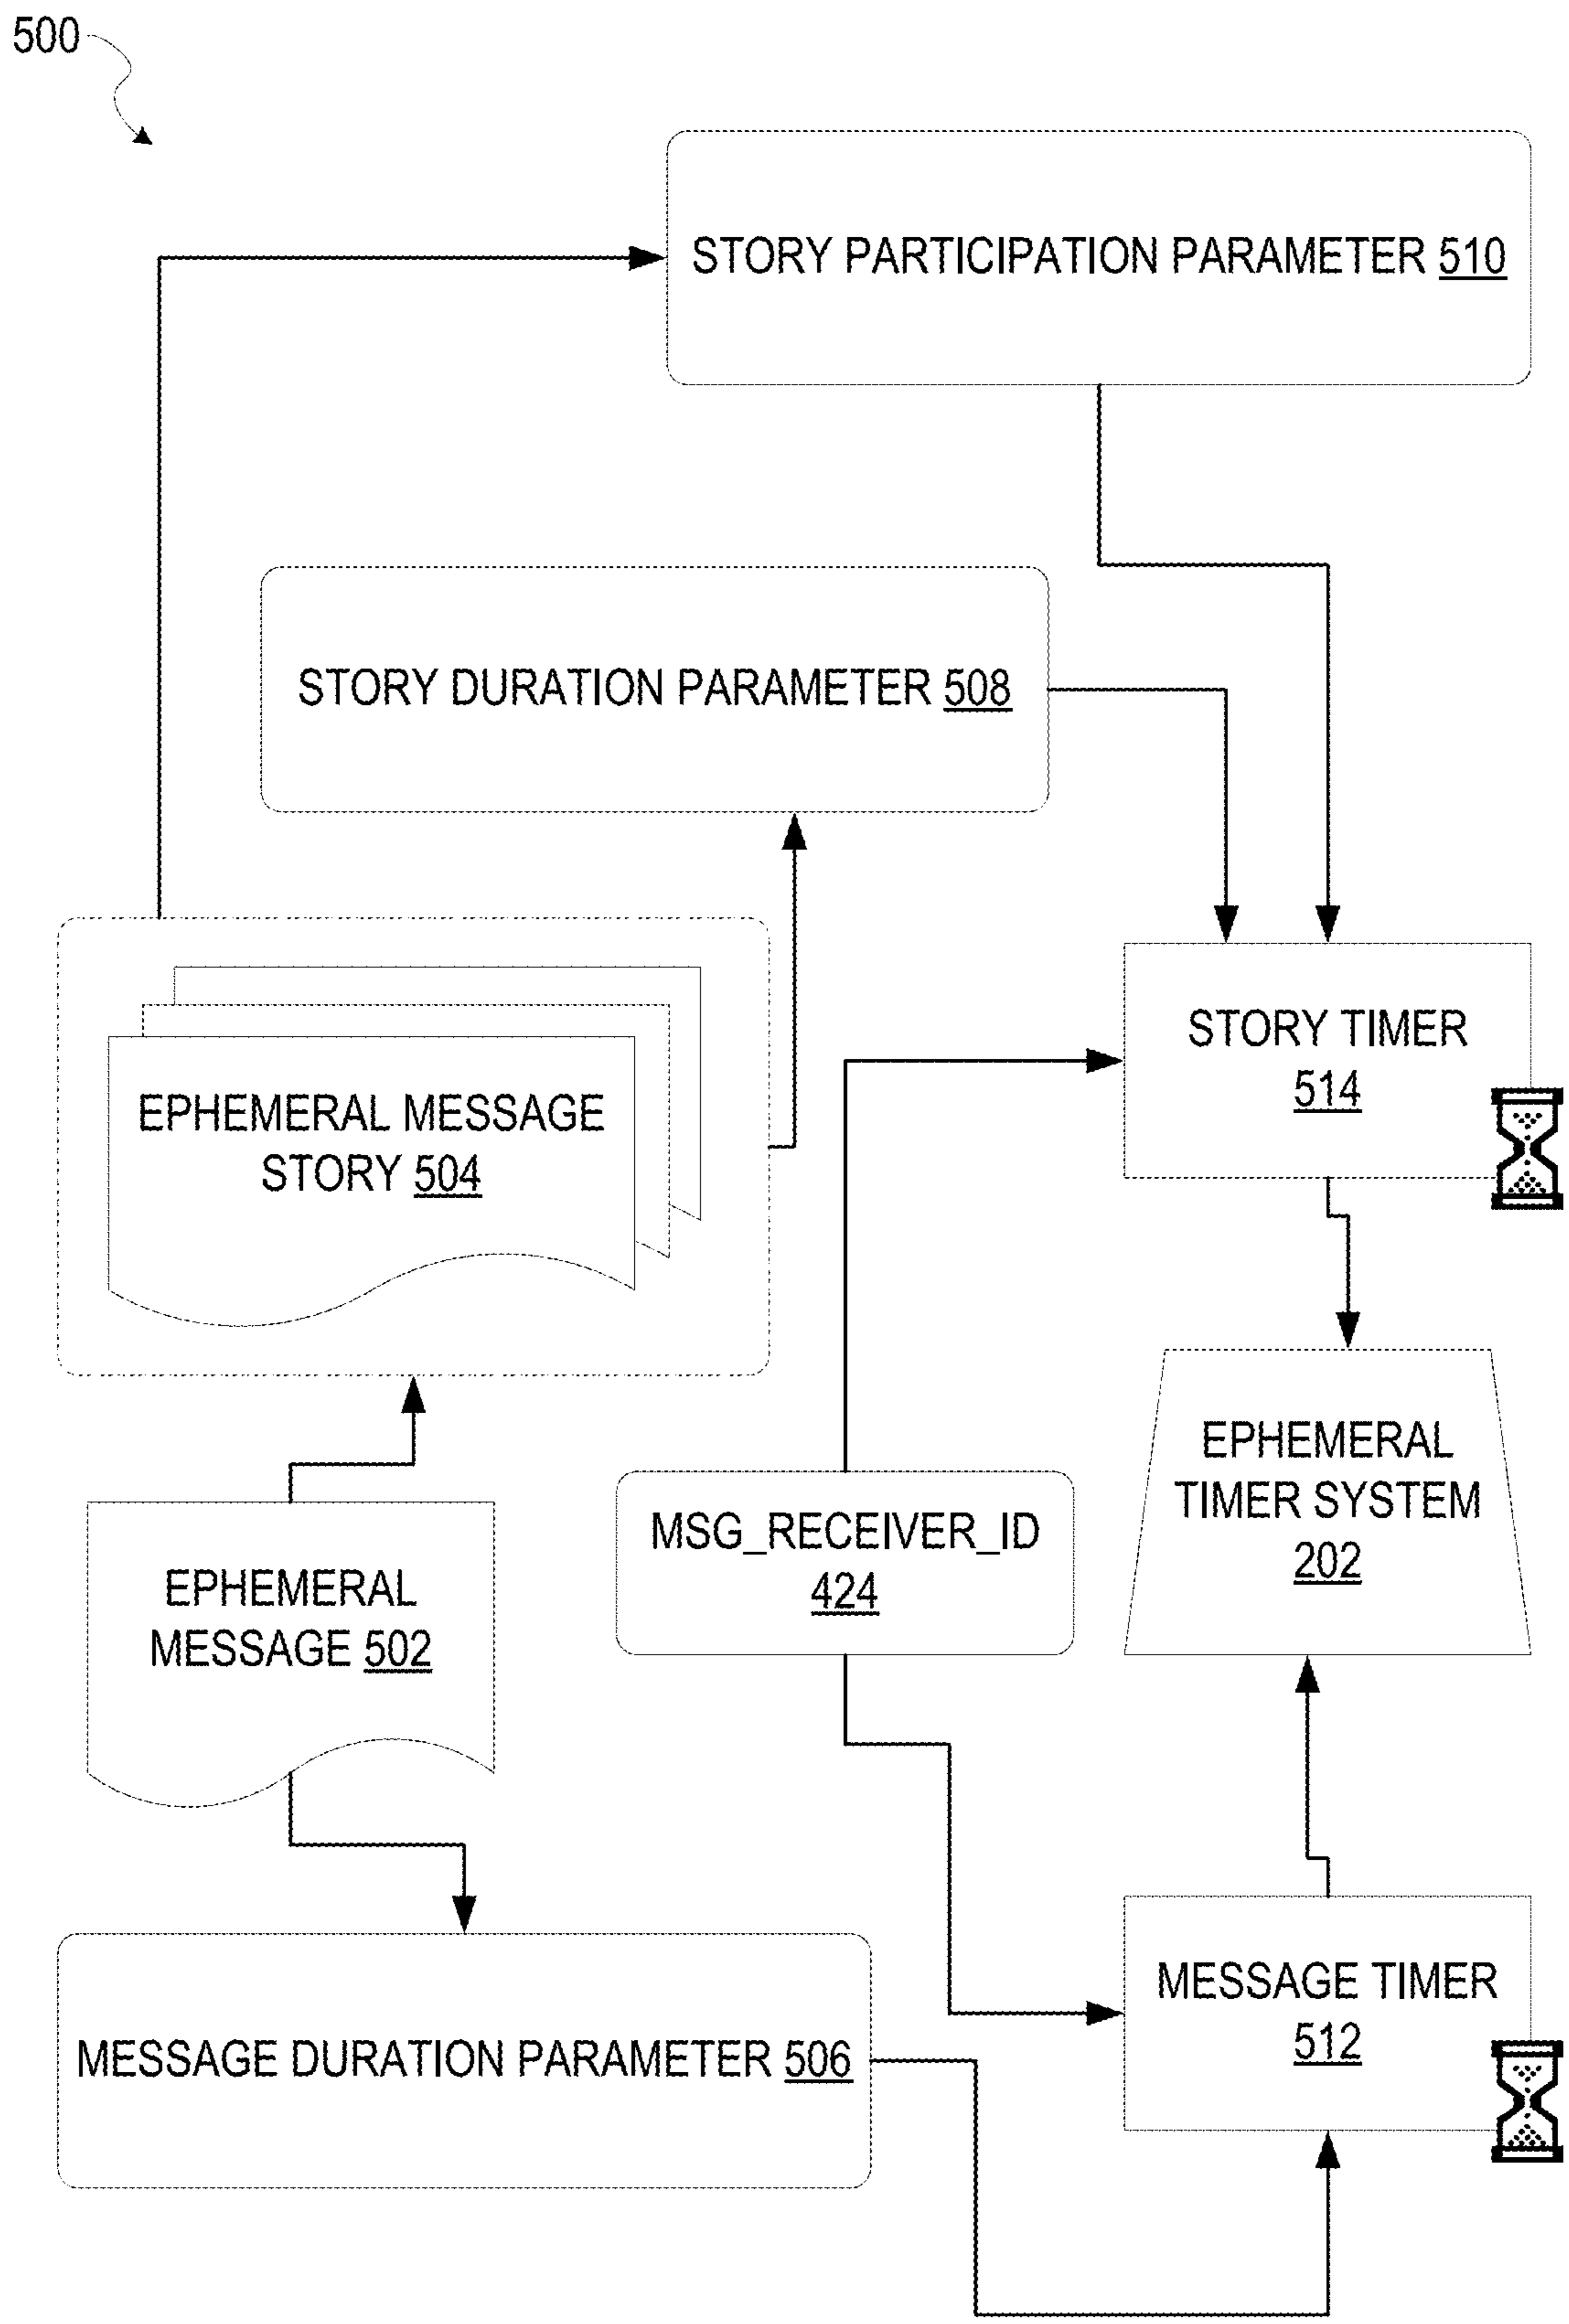 500
STORY PARTICIPATION PARAMETER 510
STORY DURATION PARAMETER 508
EPHEMERAL MESSAGE
STORY 504
STORY TIMER
514
EPHEMERAL
TIMER SYSTEM
202
MSG_RECEIVER_ID
424
EPHEMERAL
MESSAGE 502
MESSAGE TIMER
512
MESSAGE DURATION PARAMETER 506